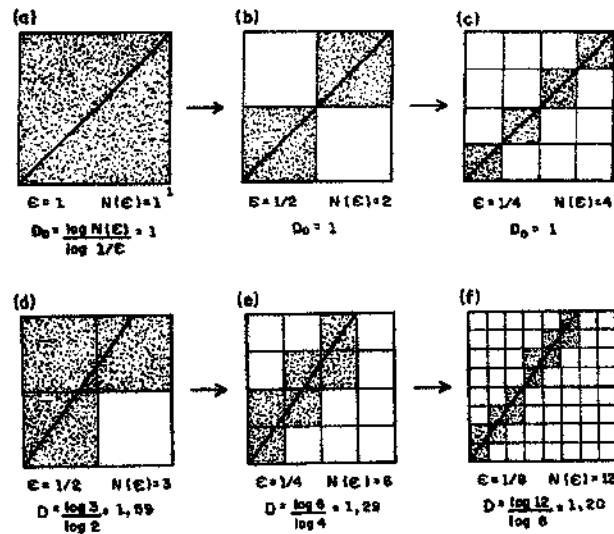 (a) (b) (c)
ϵ=1 N(ϵ)=1 ϵ=1/2 N(ϵ)=2 ϵ=1/4 N(ϵ)=4
D₀ = log N(ϵ) / log 1/ϵ = 1 D₀ = 1 D₀ = 1
(d) (e) (f)
ϵ=1/2 N(ϵ)=3 ϵ=1/4 N(ϵ)=6 ϵ=1/8 N(ϵ)=12
D = log 3 / log 2 = 1,59 D = log 6 / log 4 = 1,29 D = log 12 / log 8 = 1,20